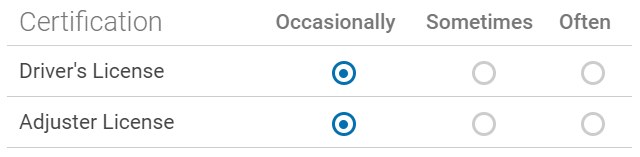 Certification Occasionally Sometimes Often
Driver's License
Adjuster License